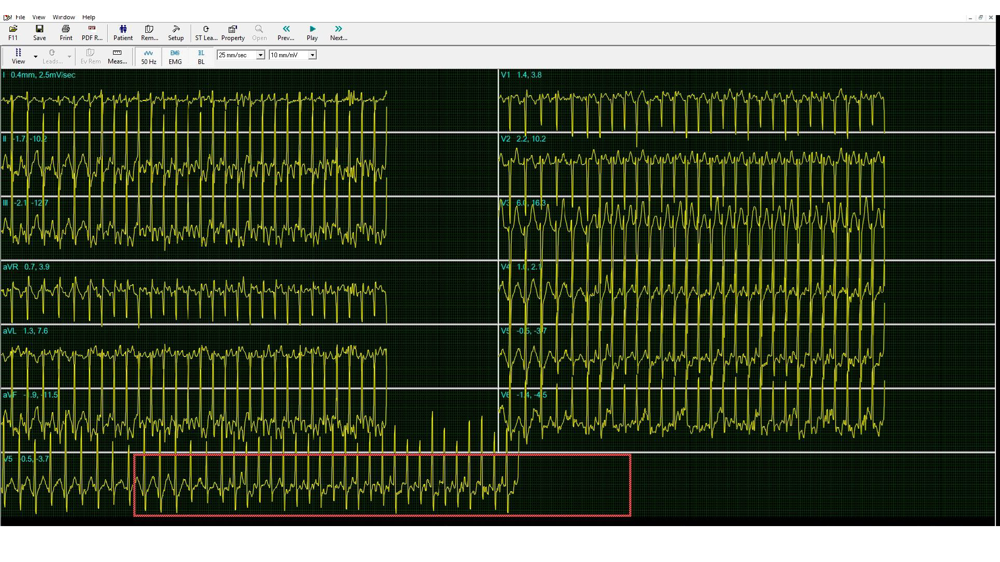 File View Window Help
F11 Save Print PDF R... Patient Rem... Setup ST Lea... Property Open Prev... Play Next...
PDF
View Leads... Ev Rem Meas... 50 Hz EMG EMG BL BL 25 mm/sec 10 mm/mV
I 0.4mm, 2.5mV/sec
II -1.7, -10.2
III -2.1, -12.7
aVR 0.7, 3.9
aVL 1.3, 7.6
aVF -1.9, -11.5
V5 -0.5, -3.7
V1 1.4, 3.8
V2 2.2, 10.2
V3 6.0, 16.3
V4 1.0, 2.1
V5 -0.5, -3.7
V6 -1.4, -4.5